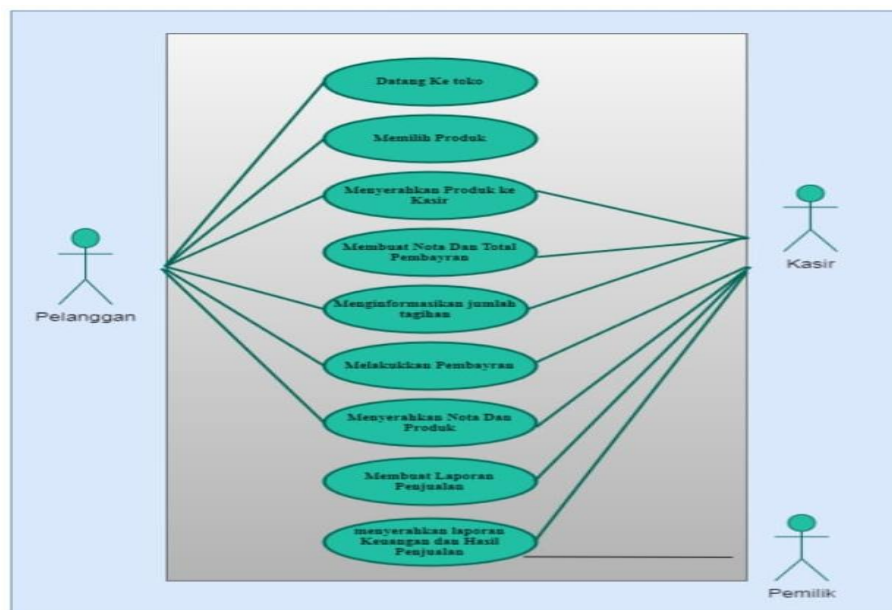 Datang Ke toko
Memilih Produk
Menyerahkan Produk ke
Kasir
Membuat Nota Dan Total
Pembayran
Menginformasikan jumlah
tagihan
Melakukkan Pembayran
Menyerahkan Nota Dan
Produk
Membuat Laporan
Penjualan
menyerahkan laporan
Keuangan dan Hasil
Penjualan
Pelanggan
Kasir
Pemilik